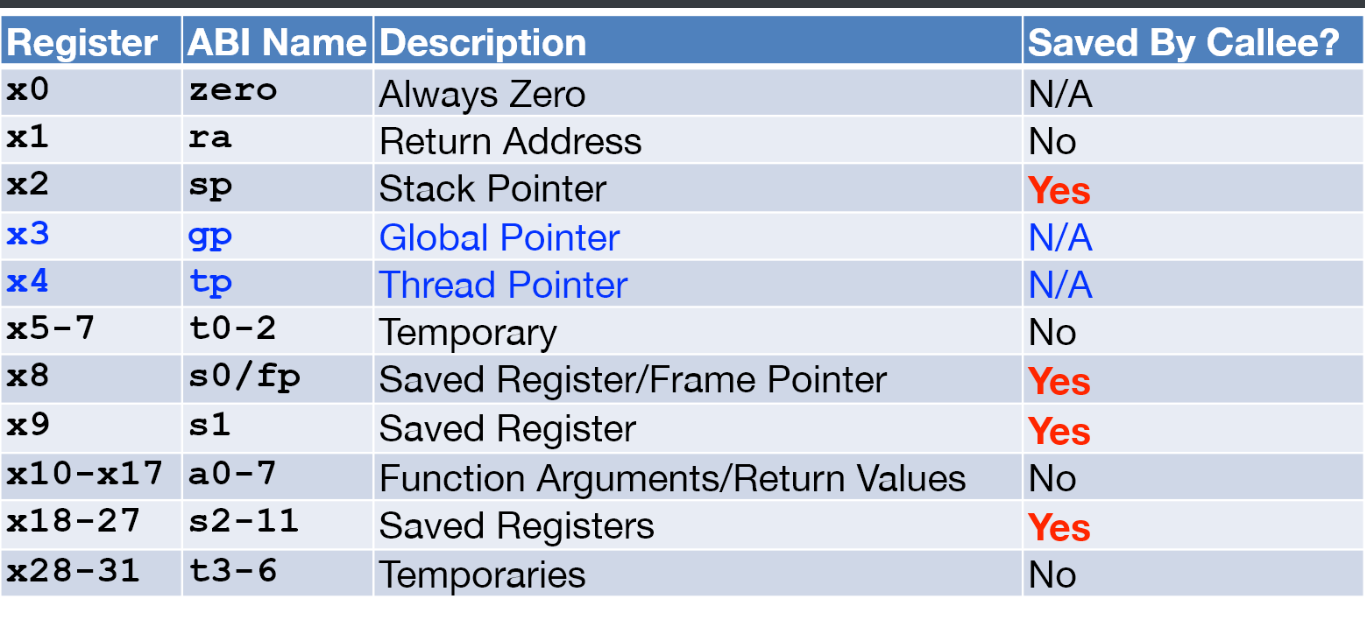 Register ABI Name Description Saved By Callee?
x0 zero Always Zero N/A
x1 ra Return Address No
x2 sp Stack Pointer Yes
x3 gp Global Pointer N/A
x4 tp Thread Pointer N/A
x5-7 t0-2 Temporary No
x8 s0/fp Saved Register/Frame Pointer Yes
x9 s1 Saved Register Yes
x10-x17 a0-7 Function Arguments/Return Values No
x18-27 s2-11 Saved Registers Yes
x28-31 t3-6 Temporaries No